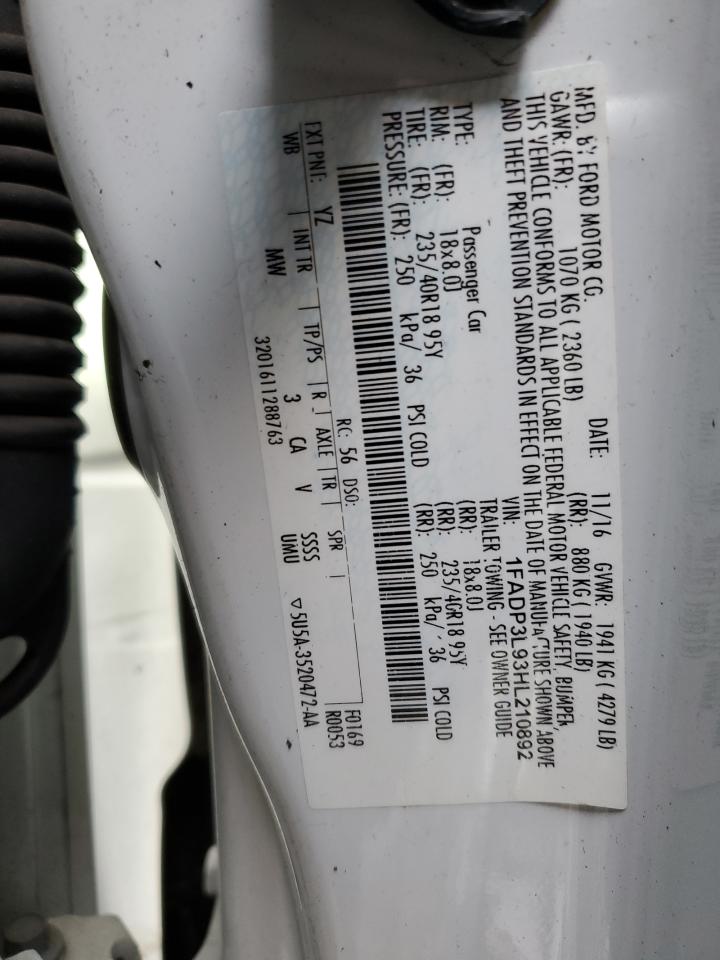 MFD. BY FORD MOTOR CO.
DATE: 11/16 GVWR: 1941 KG ( 4279 LB)
GAWR: (FR): 1070 KG ( 2360 LB) (RR): 880 KG ( 1940 LB)
THIS VEHICLE CONFORMS TO ALL APPLICABLE FEDERAL MOTOR VEHICLE SAFETY, BUMPER,
AND THEFT PREVENTION STANDARDS IN EFFECT ON THE DATE OF MANUFACTURE SHOWN ABOVE
VIN: 1FADP3L93HL210892
TYPE: Passenger Car TRAILER TOWING - SEE OWNER GUIDE
RIM: (FR): 18x8.0J (RR): 18x8.0J
TIRE: (FR): 235/40R18 95Y (RR): 235/40R18 95Y
PRESSURE: (FR): 250 kPa/ 36 PSI COLD (RR): 250 kPa/ 36 PSI COLD
RC: 56 DSO: F0169
R0053
EXT PNT: YZ INT TR TP/PS R AXLE TR SPR
WB MW 3 CA V SSSS UMU
3201611288763 ▽5U5A-3520472-AA